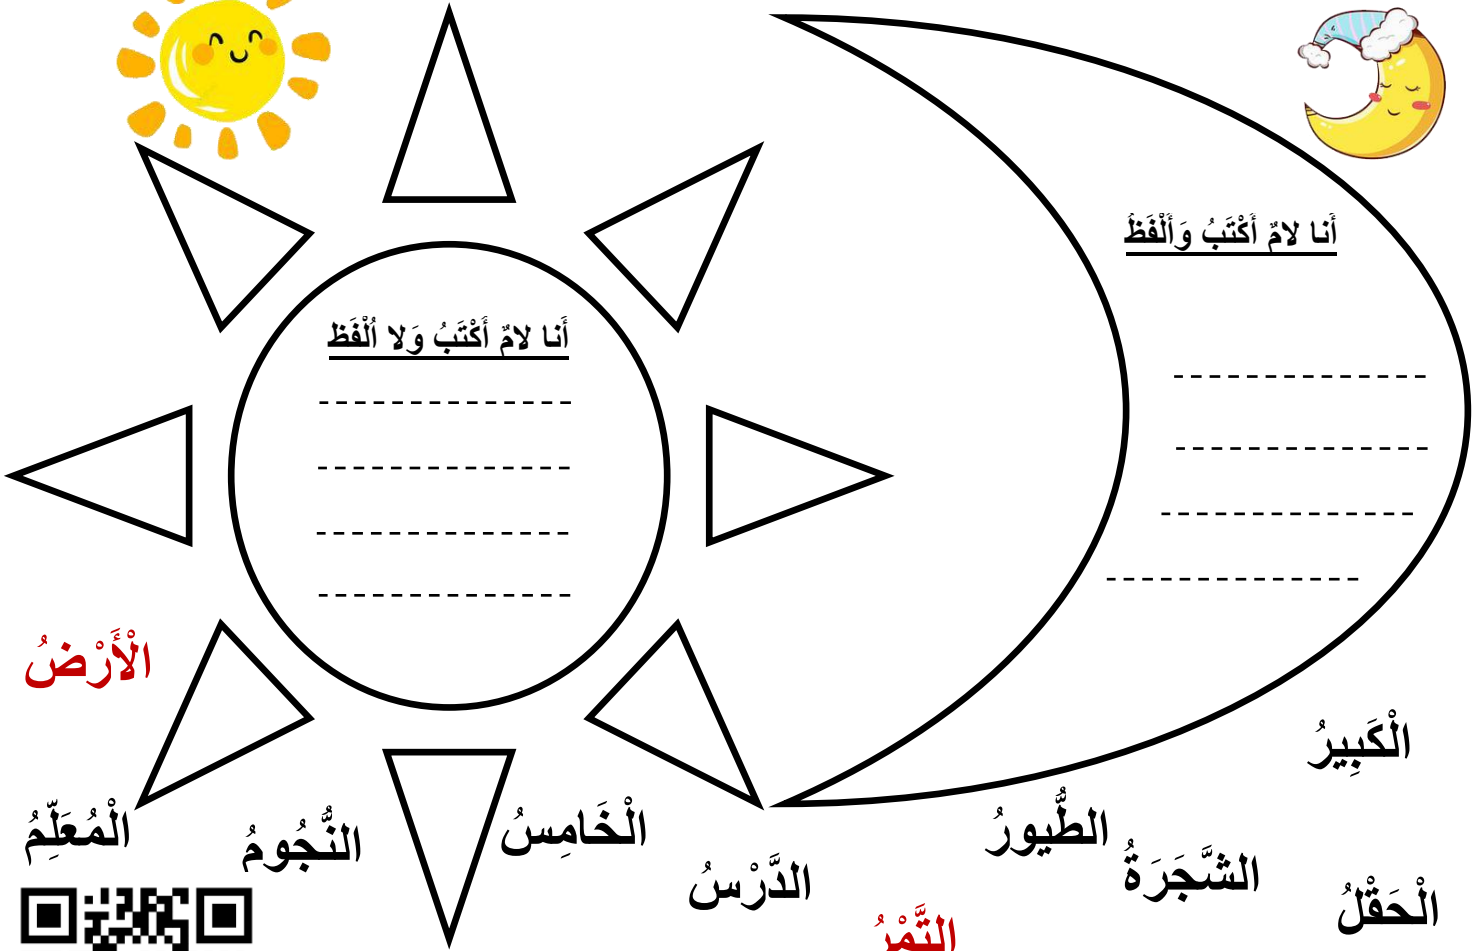 أَنا لامٌ أَكْتَبُ وَأَلْفَظُ
أَنا لامٌ أَكْتَبُ وَلا اُلْفَظ
الْأَرْضُ
الْكَبِيرُ
الطُّيورُ
الْخَامِسُ
النُّجُومُ
الْمُعَلِّمُ
الشَّجَرَةُ
الدَّرْسُ
الْحَقْلُ
التَّمْرُ